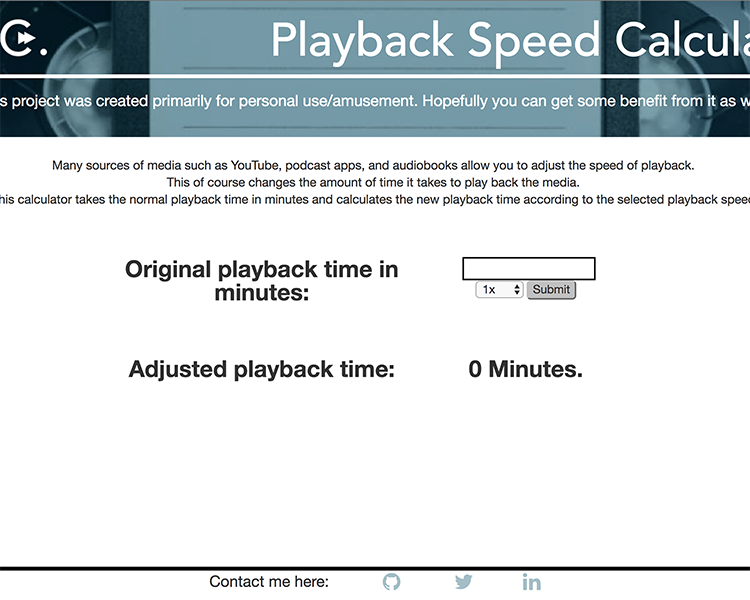 C.
Playback Speed Calcula
s project was created primarily for personal use/amusement. Hopefully you can get some benefit from it as w
Many sources of media such as YouTube, podcast apps, and audiobooks allow you to adjust the speed of playback.
This of course changes the amount of time it takes to play back the media.
his calculator takes the normal playback time in minutes and calculates the new playback time according to the selected playback speed
Original playback time in
minutes:
1x Submit
Adjusted playback time: 0 Minutes.
Contact me here: in